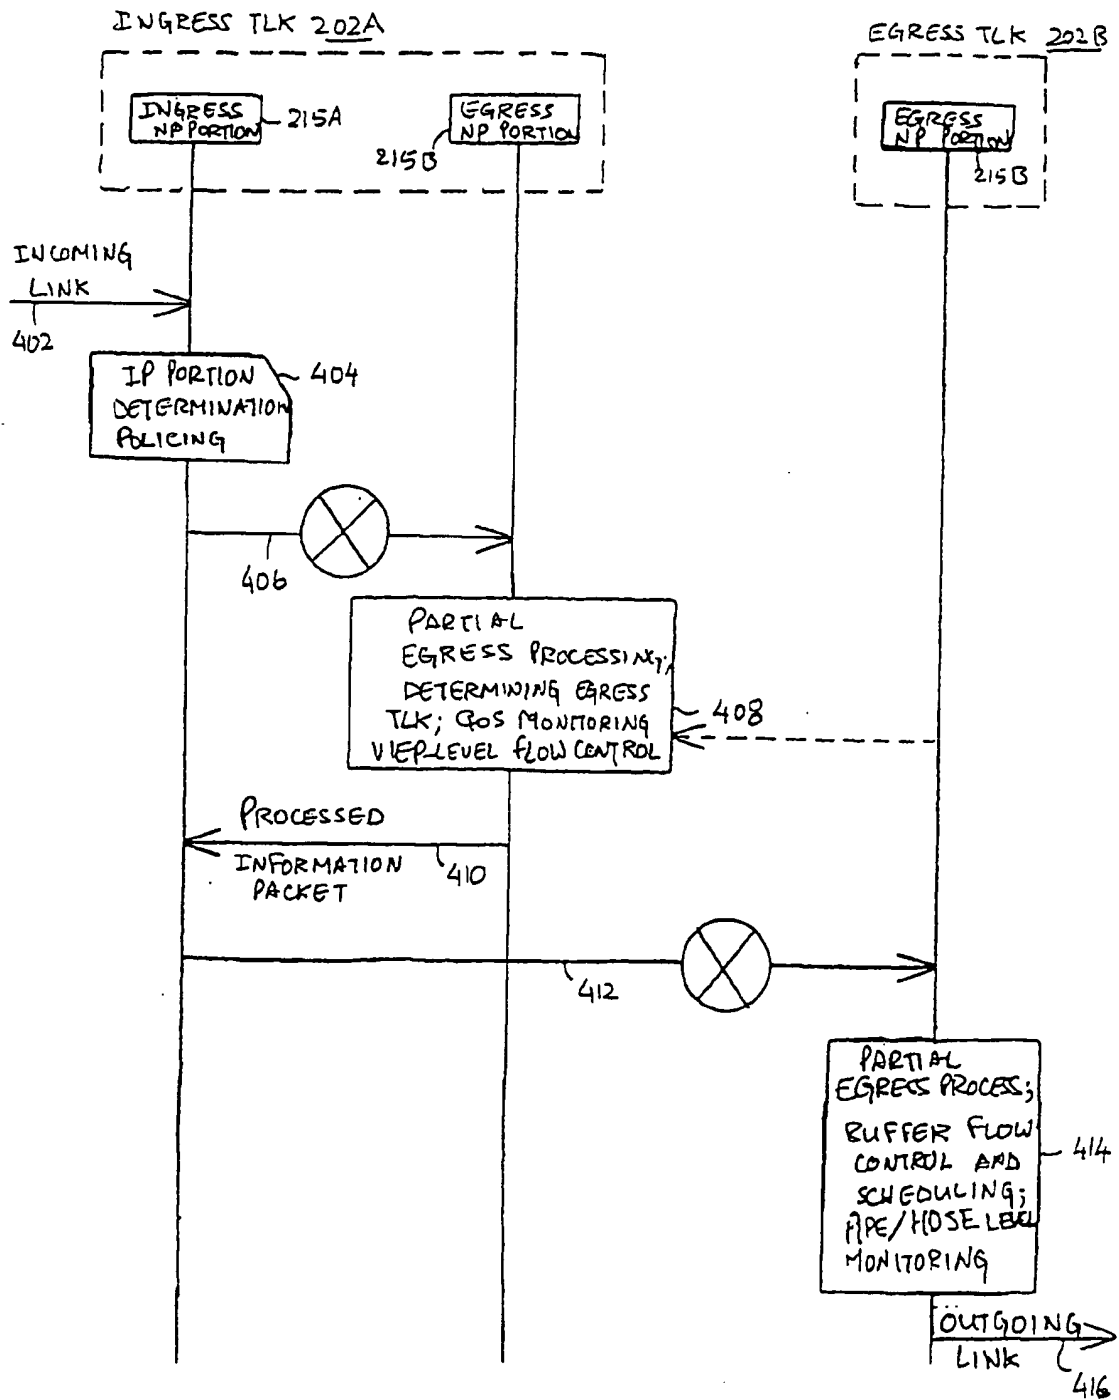 INGRESS TLK 202A
EGRESS TLK 202B
INGRESS
NP PORTION
215A
EGRESS
NP PORTION
215B
EGRESS
NP PORTION
215B
INCOMING
LINK
402
IP PORTION
DETERMINATION
POLICING
404
406
PARTIAL
EGRESS PROCESSING;
DETERMINING EGRESS
TLK; QOS MONITORING
VIEP-LEVEL FLOW CONTROL
408
PROCESSED
INFORMATION
PACKET
410
412
PARTIAL
EGRESS PROCESS;
BUFFER FLOW
CONTROL AND
SCHEDULING;
PIPE/HOSE LEVEL
MONITORING
414
OUTGOING
LINK
416